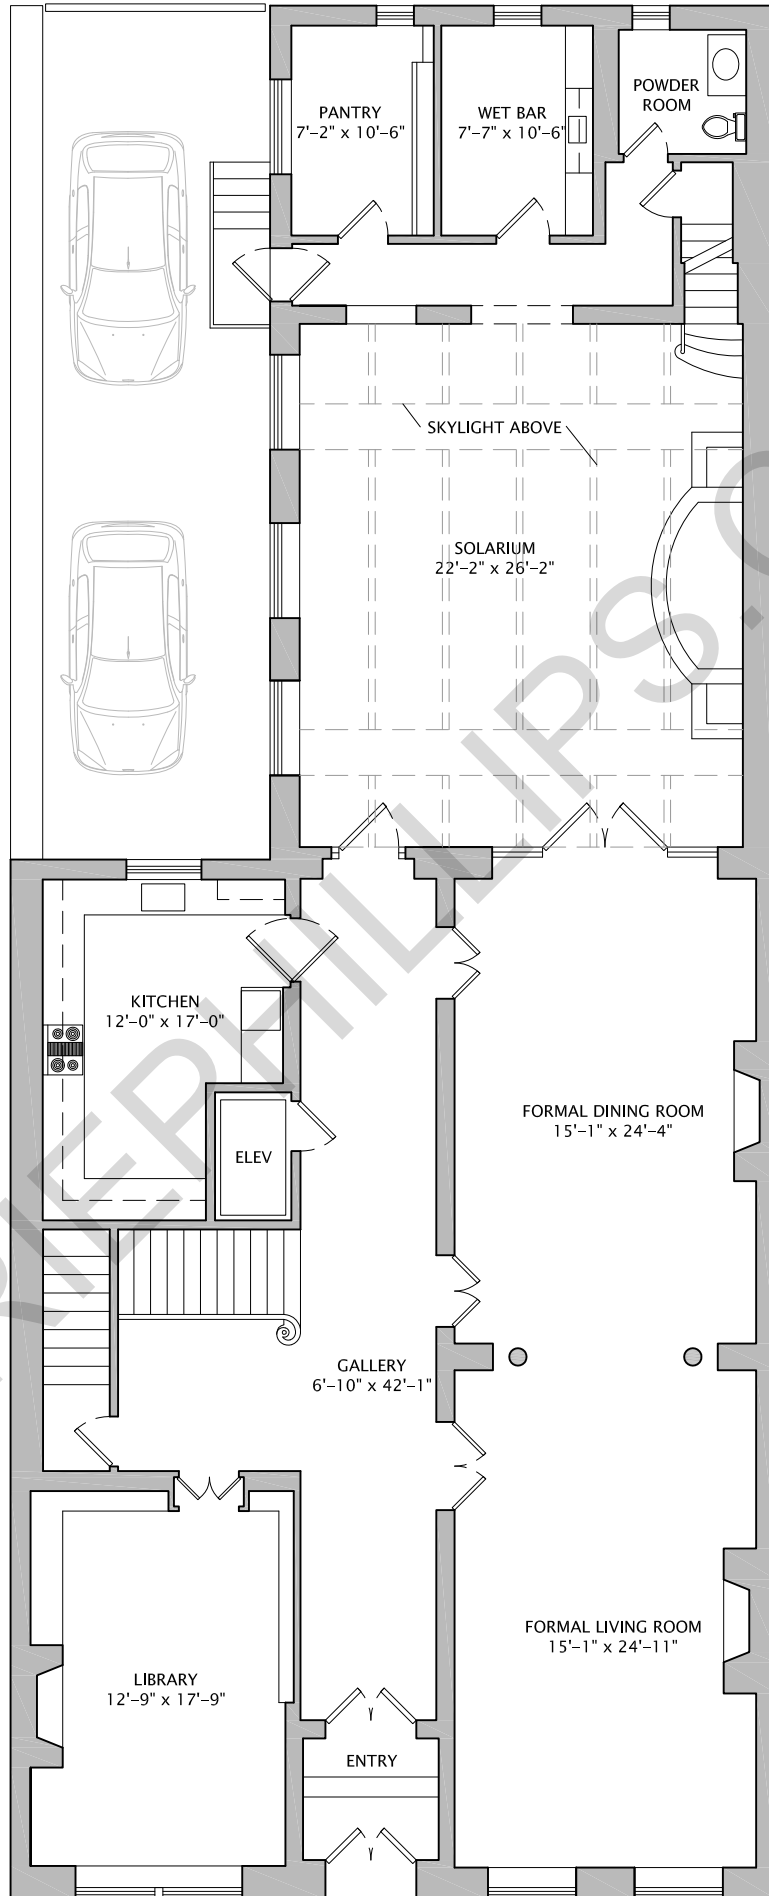 PANTRY
7'-2" x 10'-6"
WET BAR
7'-7" x 10'-6"
POWDER
ROOM
SKYLIGHT ABOVE
SOLARIUM
22'-2" x 26'-2"
KITCHEN
12'-0" x 17'-0"
FORMAL DINING ROOM
15'-1" x 24'-4"
ELEV
GALLERY
6'-10" x 42'-1"
FORMAL LIVING ROOM
15'-1" x 24'-11"
LIBRARY
12'-9" x 17'-9"
ENTRY
RIEPHILLIPS.C